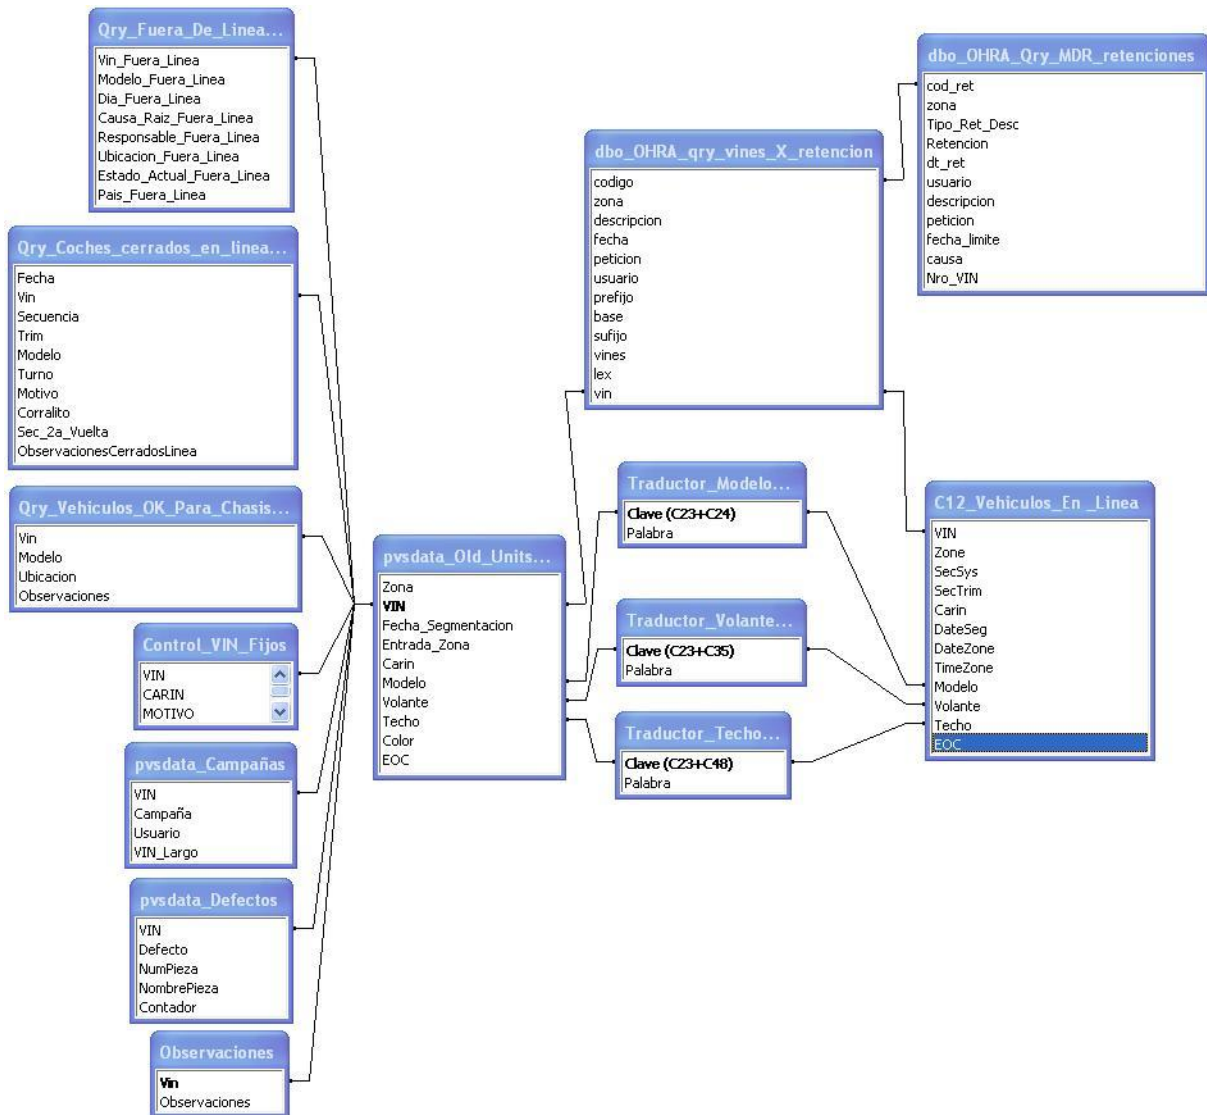 Qry_Fuera_De_Linea...
Vin_Fuera_Linea
Modelo_Fuera_Linea
Dia_Fuera_Linea
Causa_Raiz_Fuera_Linea
Responsable_Fuera_Linea
Ubicacion_Fuera_Linea
Estado_Actual_Fuera_Linea
Pais_Fuera_Linea
Qry_Coches_cerrados_en_linea...
Fecha
Vin
Secuencia
Trim
Modelo
Turno
Motivo
Corralito
Sec_2a_Vuelta
ObservacionesCerradosLinea
Qry_Vehiculos_OK_Para_Chasis...
Vin
Modelo
Ubicacion
Observaciones
Control_VIN_Fijos
VIN
CARIN
MOTIVO
pvsdata_Campañas
VIN
Campaña
Usuario
VIN_Largo
pvsdata_Defectos
VIN
Defecto
NumPieza
NombrePieza
Contador
Observaciones
Vin
Observaciones
pvsdata_Old_Units...
Zona
VIN
Fecha_Segmentacion
Entrada_Zona
Carin
Modelo
Volante
Techo
Color
EOC
dbo_OHRA_qry_vines_X_retencion
codigo
zona
descripcion
fecha
peticion
usuario
prefijo
base
sufijo
vines
lex
vin
Traductor_Modelo...
Clave (C23+C24)
Palabra
Traductor_Volante...
Clave (C23+C35)
Palabra
Traductor_Techo...
Clave (C23+C48)
Palabra
dbo_OHRA_Qry_MDR_retenciones
cod_ret
zona
Tipo_Ret_Desc
Retencion
dt_ret
usuario
descripcion
peticion
fecha_limite
causa
Nro_VIN
C12_Vehiculos_En _Linea
VIN
Zone
SecSys
SecTrim
Carin
DateSeg
DateZone
TimeZone
Modelo
Volante
Techo
EOC